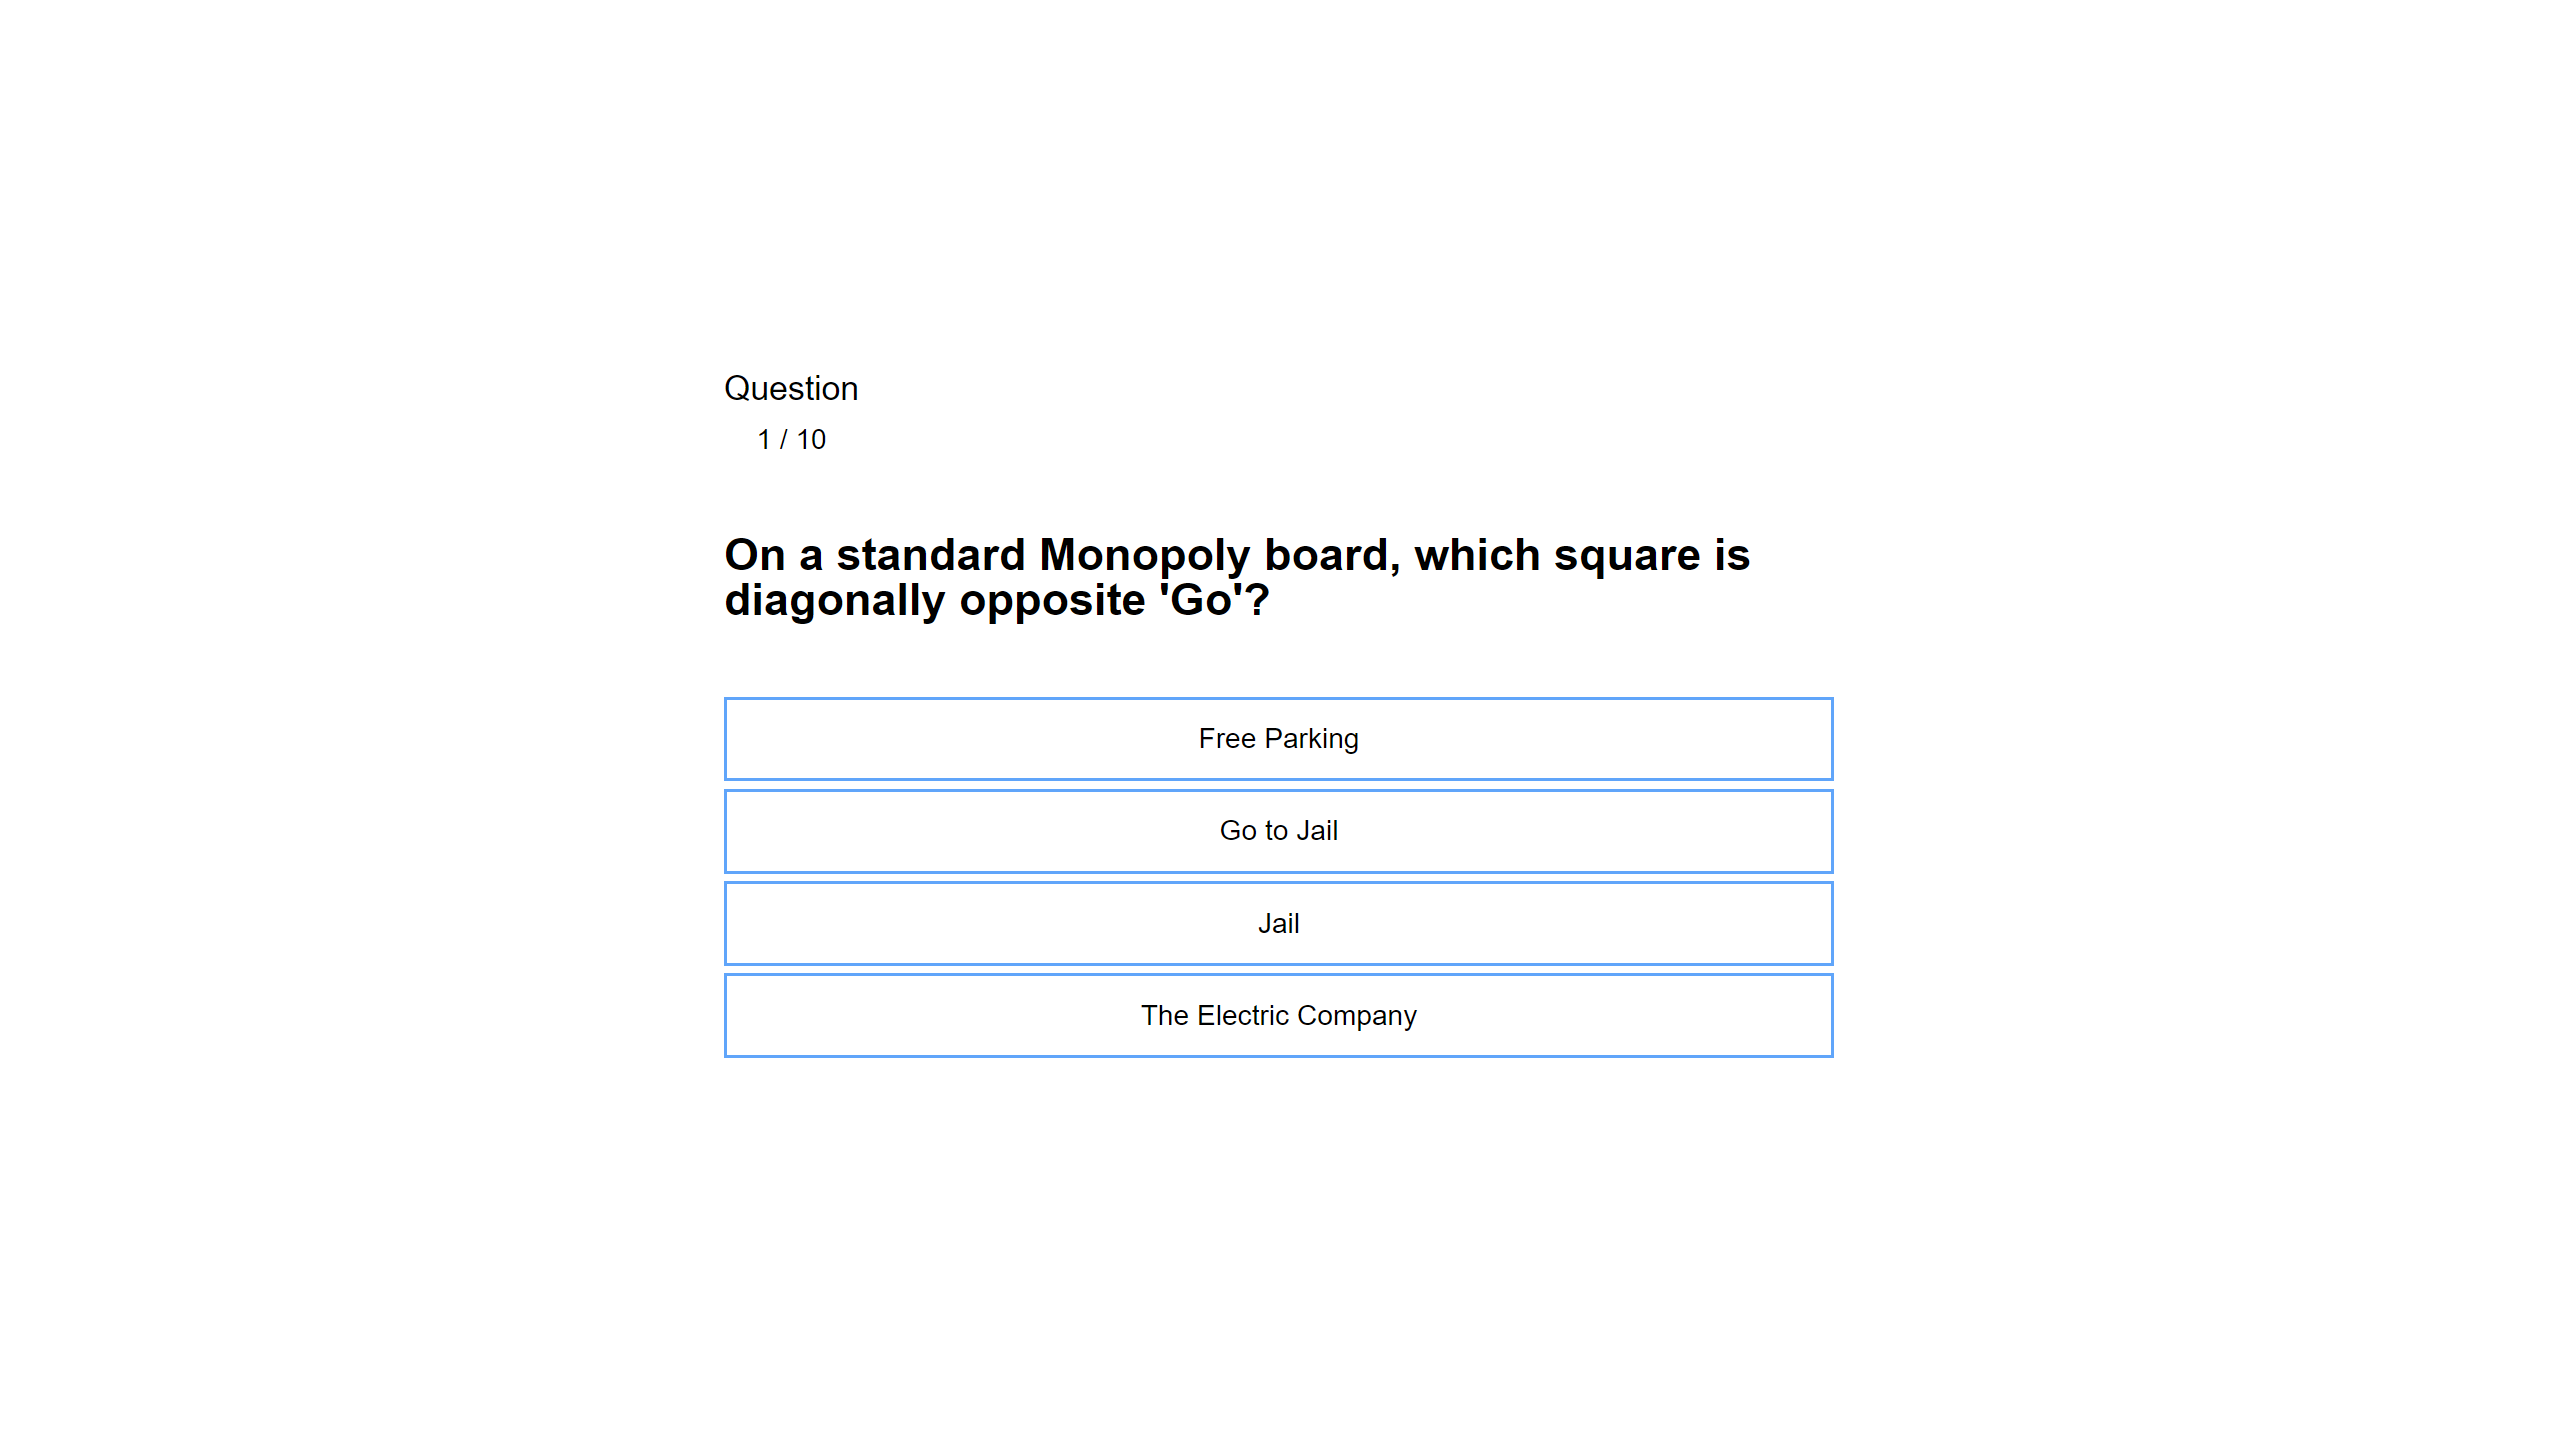 Question
1 / 10
On a standard Monopoly board, which square is
diagonally opposite 'Go'?
Free Parking
Go to Jail
Jail
The Electric Company